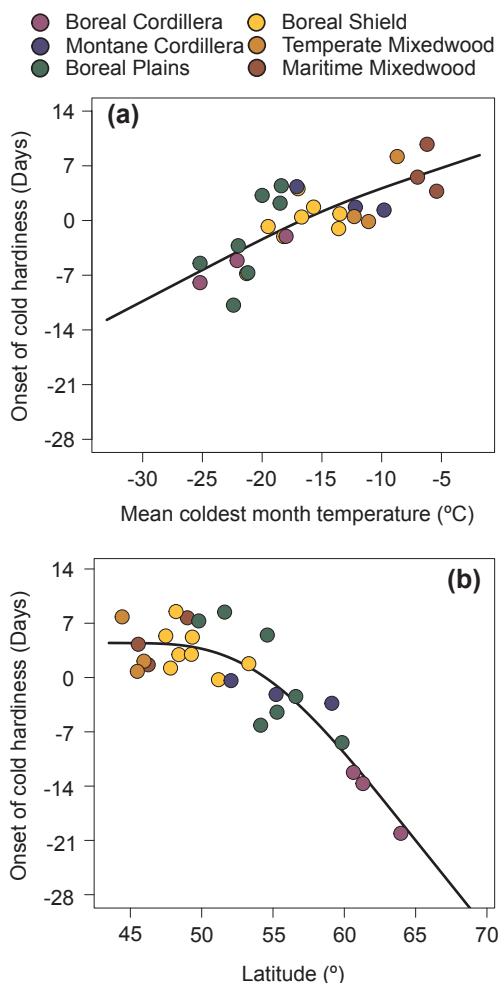 Boreal Cordillera Boreal Shield
Montane Cordillera Temperate Mixedwood
Boreal Plains Maritime Mixedwood
(a)
Onset of cold hardiness (Days)
14
7
0
-7
-14
-21
-28
-30 -25 -20 -15 -10 -5
Mean coldest month temperature (ºC)
(b)
Onset of cold hardiness (Days)
14
7
0
-7
-14
-21
-28
45 50 55 60 65 70
Latitude (º)